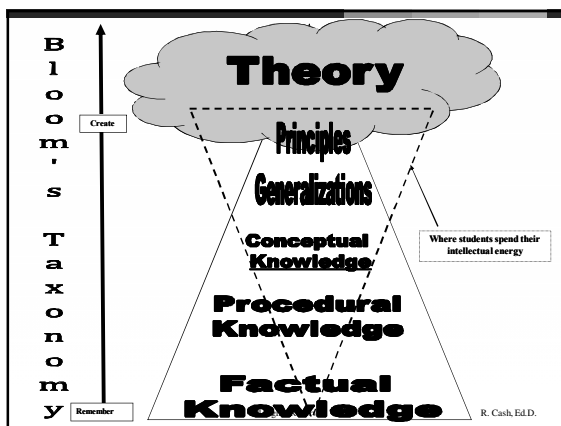 Bloom's Taxonomy
Theory
Create
Principles
Generalizations
Conceptual
Knowledge
Where students spend their
intellectual energy
Procedural
Knowledge
Factual
Knowledge
Remember
R. Cash, Ed.D.